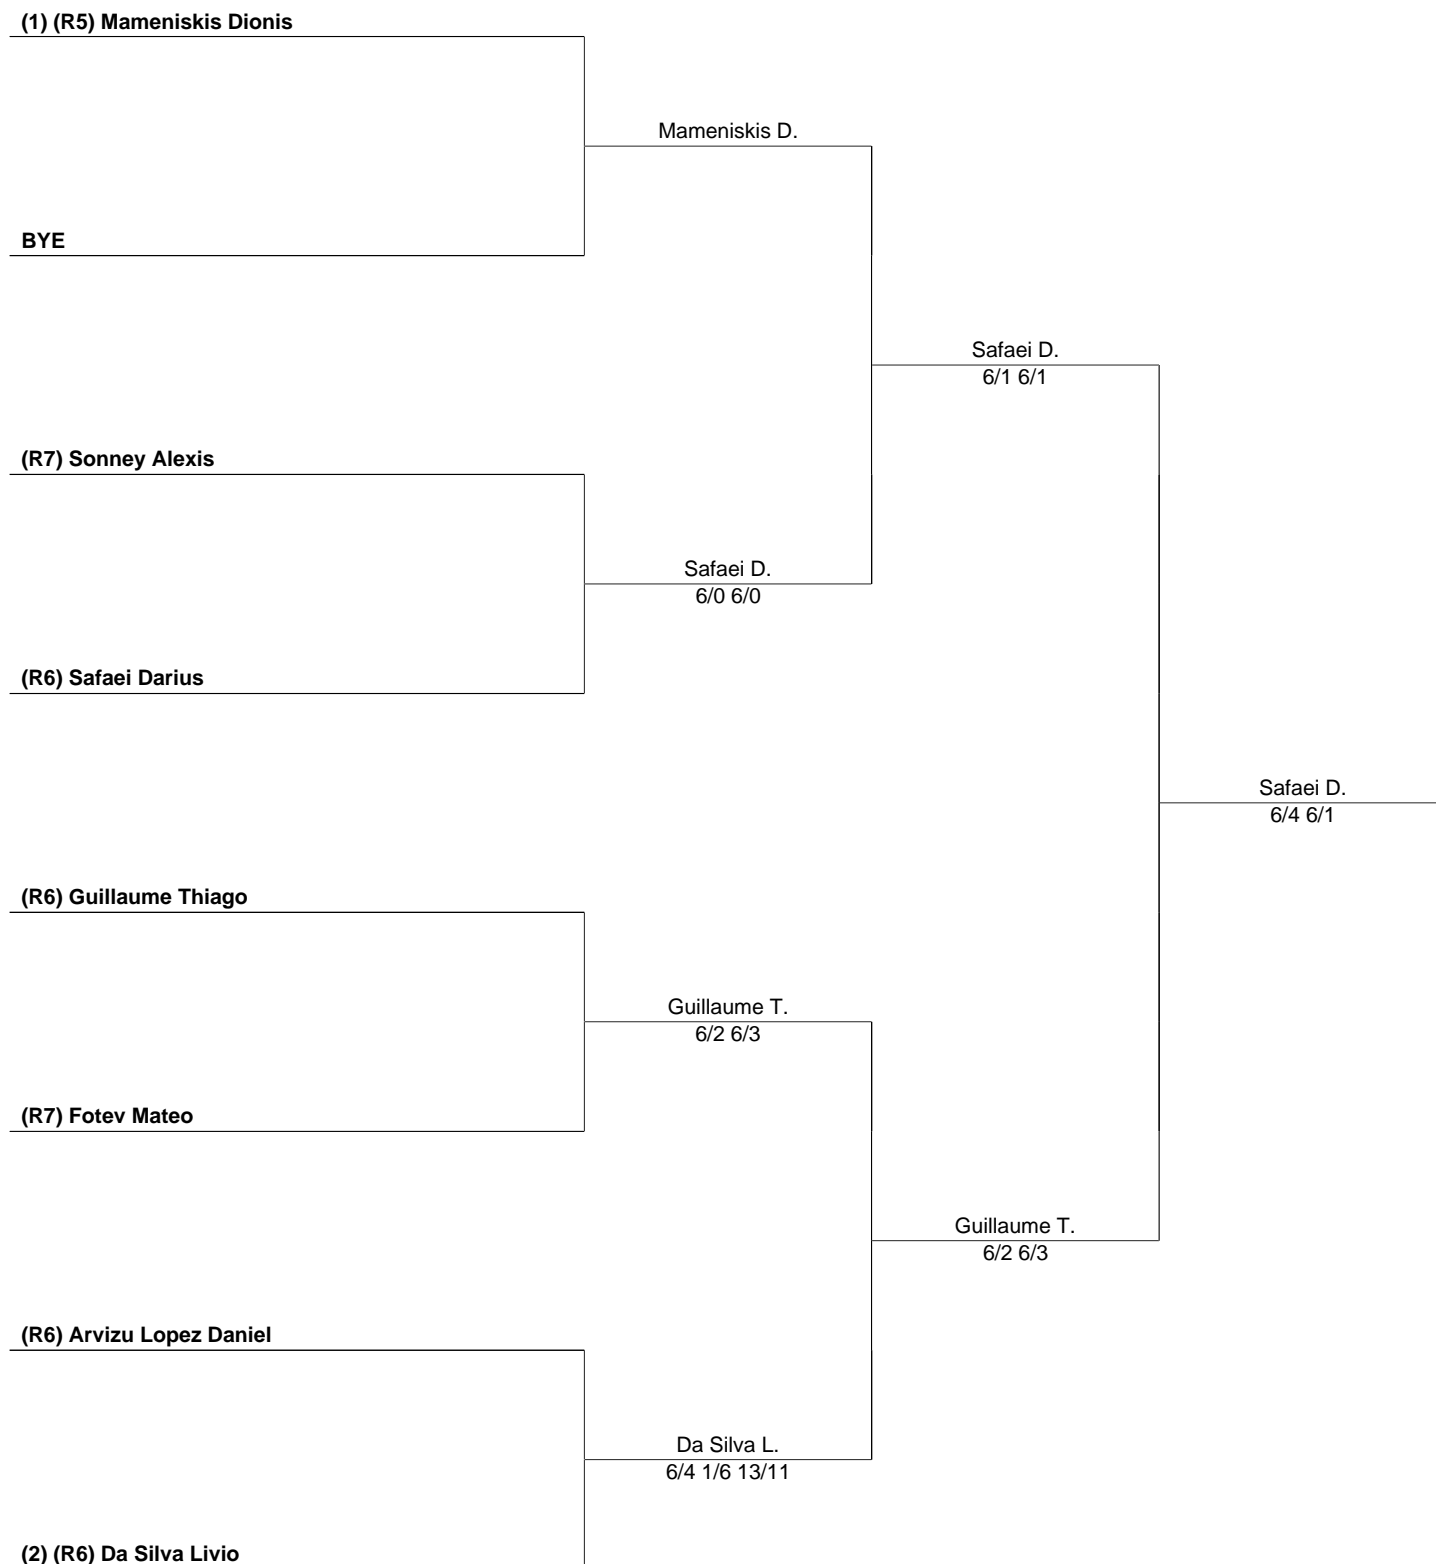 (1) (R5) Mameniskis Dionis
Mameniskis D.
BYE
Safaei D.
6/1 6/1
(R7) Sonney Alexis
Safaei D.
6/0 6/0
(R6) Safaei Darius
Safaei D.
6/4 6/1
(R6) Guillaume Thiago
Guillaume T.
6/2 6/3
(R7) Fotev Mateo
Guillaume T.
6/2 6/3
(R6) Arvizu Lopez Daniel
Da Silva L.
6/4 1/6 13/11
(2) (R6) Da Silva Livio